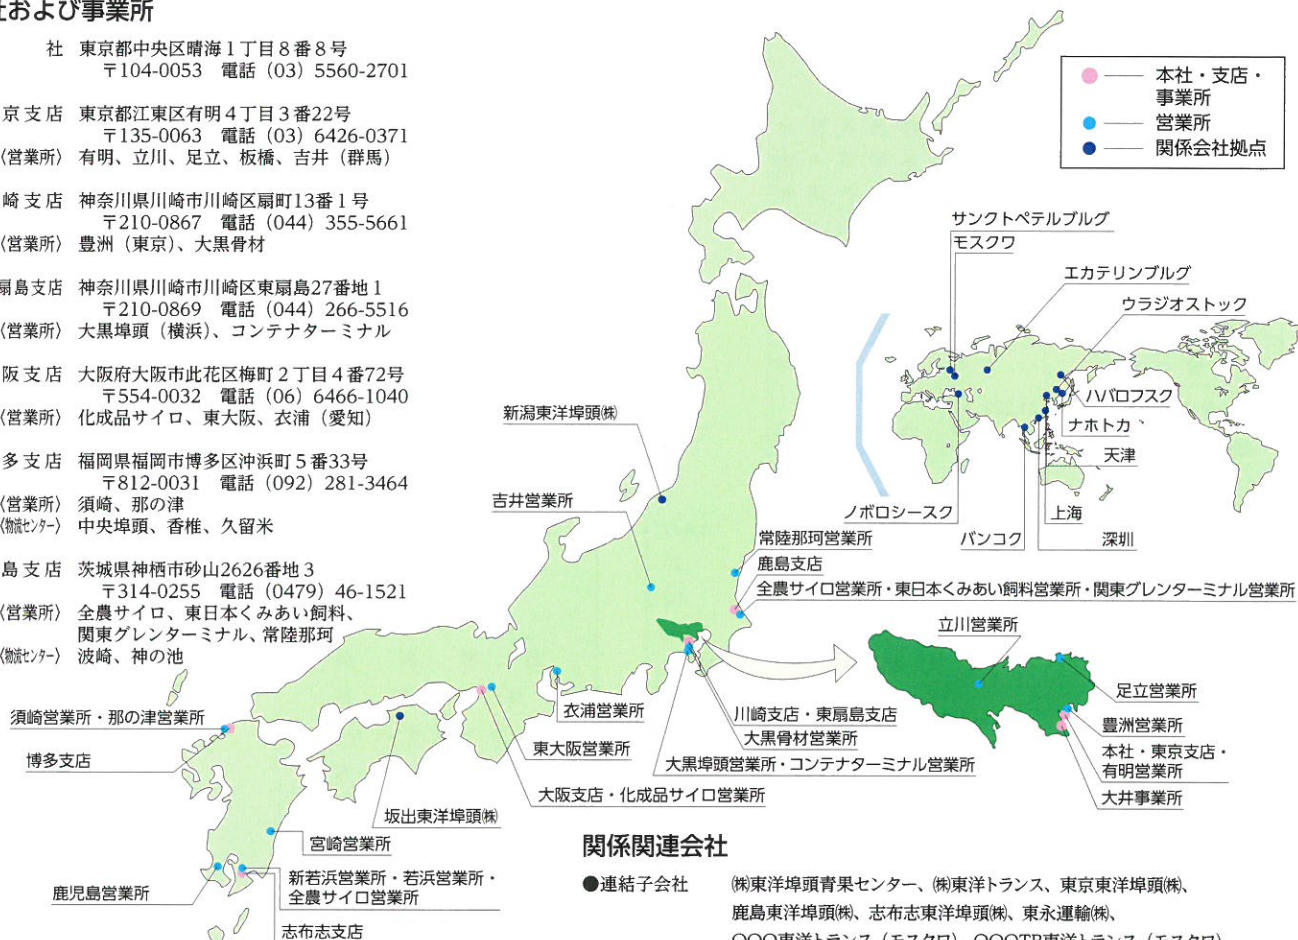 社および事業所
社 東京都中央区晴海1丁目8番8号
〒104-0053 電話（03）5560-2701
京支店 東京都江東区有明4丁目3番22号
〒135-0063 電話（03）6426-0371
〈営業所〉 有明、立川、足立、板橋、吉井（群馬）
崎支店 神奈川県川崎市川崎区扇町13番1号
〒210-0867 電話（044）355-5661
〈営業所〉 豊洲（東京）、大黒骨材
扇島支店 神奈川県川崎市川崎区東扇島27番地1
〒210-0869 電話（044）266-5516
〈営業所〉 大黒埠頭（横浜）、コンテナターミナル
阪支店 大阪府大阪市此花区梅町2丁目4番72号
〒554-0032 電話（06）6466-1040
〈営業所〉 化成品サイロ、東大阪、衣浦（愛知）
多支店 福岡県福岡市博多区沖浜町5番33号
〒812-0031 電話（092）281-3464
〈営業所〉 須崎、那の津
〈物流センター〉 中央埠頭、香椎、久留米
島支店 茨城県神栖市砂山2626番地3
〒314-0255 電話（0479）46-1521
〈営業所〉 全農サイロ、東日本くみあい飼料、
関東グレンターミナル、常陸那珂
〈物流センター〉 波崎、神の池
本社・支店・
事業所
営業所
関係会社拠点
サンクトペテルブルグ
モスクワ
エカテリンブルグ
ウラジオストック
ハバロフスク
ナホトカ
天津
上海
深圳
バンコク
ノボロシースク
新潟東洋埠頭㈱
吉井営業所
常陸那珂営業所
鹿島支店
全農サイロ営業所・東日本くみあい飼料営業所・関東グレンターミナル営業所
立川営業所
足立営業所
豊洲営業所
本社・東京支店・
有明営業所
大井事業所
川崎支店・東扇島支店
大黒骨材営業所
大黒埠頭営業所・コンテナターミナル営業所
衣浦営業所
東大阪営業所
大阪支店・化成品サイロ営業所
坂出東洋埠頭㈱
須崎営業所・那の津営業所
博多支店
宮崎営業所
鹿児島営業所
新若浜営業所・若浜営業所・
全農サイロ営業所
志布志支店
関係関連会社
●連結子会社 ㈱東洋埠頭青果センター、㈱東洋トランス、東京東洋埠頭㈱、
鹿島東洋埠頭㈱、志布志東洋埠頭㈱、東永運輸㈱、
OOO東洋トランス（モスクワ）、OOOTB東洋トランス（モスクワ）